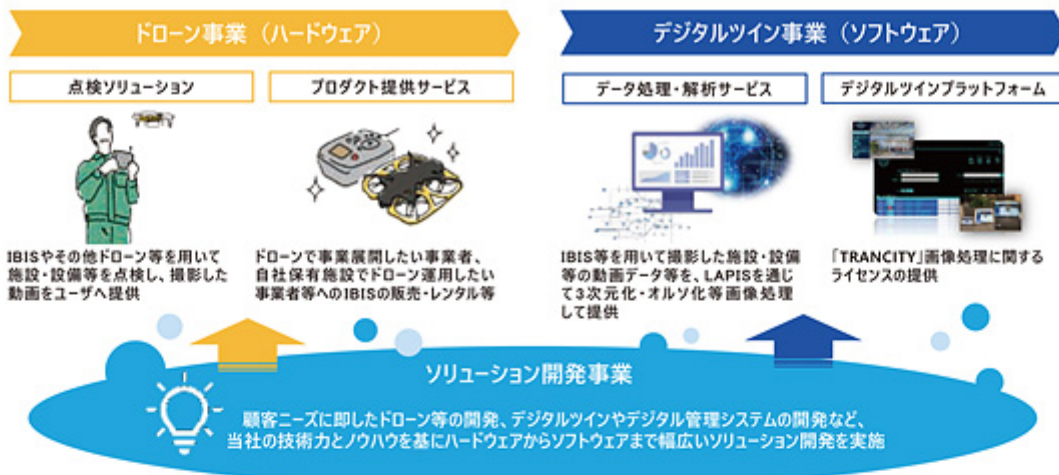 ドローン事業（ハードウェア）
点検ソリューション
プロダクト提供サービス
IBISやその他ドローン等を用いて
施設・設備等を点検し、撮影した
動画をユーザへ提供
ドローンで事業展開したい事業者、
自社保有施設でドローン運用したい
事業者等へのIBISの販売・レンタル等
デジタルツイン事業（ソフトウェア）
データ処理・解析サービス
デジタルツインプラットフォーム
IBIS等を用いて撮影した施設・設備
等の動画データ等を、LAPISを通じ
て3次元化・オルソ化等画像処理
して提供
「TRANCITY」画像処理に関する
ライセンスの提供
ソリューション開発事業
顧客ニーズに即したドローン等の開発、デジタルツインやデジタル管理システムの開発など、
当社の技術力とノウハウを基にハードウェアからソフトウェアまで幅広いソリューション開発を実施